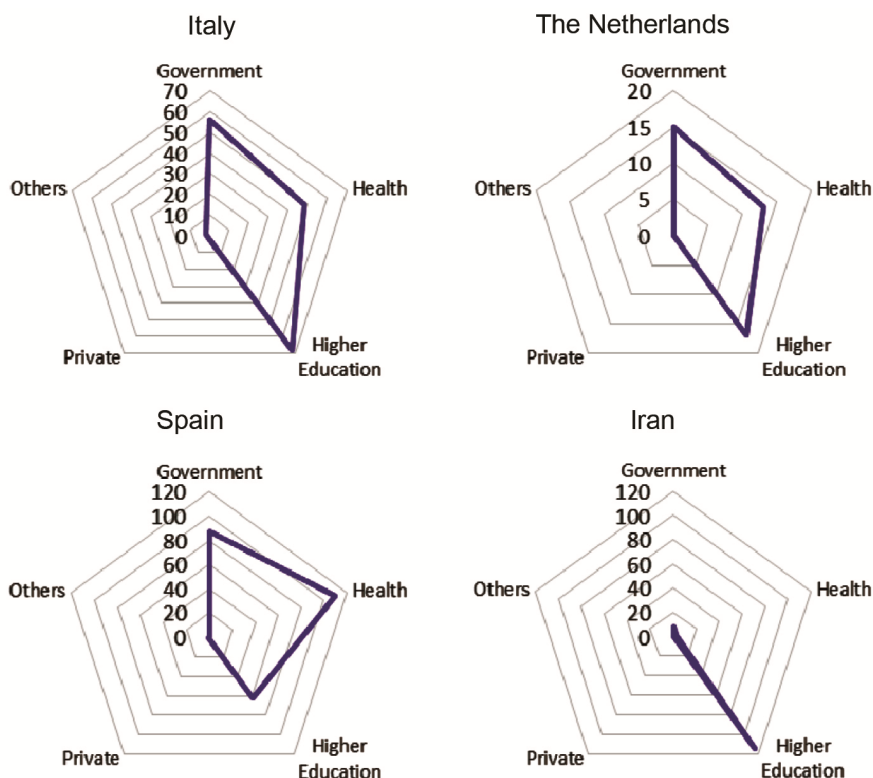 Italy
Government
70
60
50
40
30
20
10
0
Others
Health
Private
Higher
Education
The Netherlands
Government
20
15
10
5
0
Others
Health
Private
Higher
Education
Spain
Government
120
100
80
60
40
20
0
Others
Health
Private
Higher
Education
Iran
Government
120
100
80
60
40
20
0
Others
Health
Private
Higher
Education